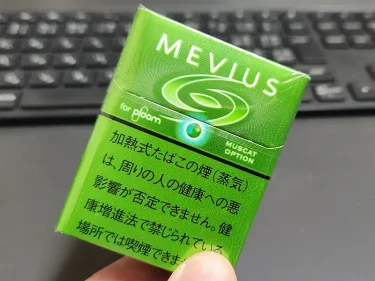 MEVIUS
for Ploom
MUSCAT
OPTION
加熱式たばこの煙(蒸気)
は、周りの人の健康への悪
影響が否定できません。健
康増進法で禁じられている
場所では喫煙できませ